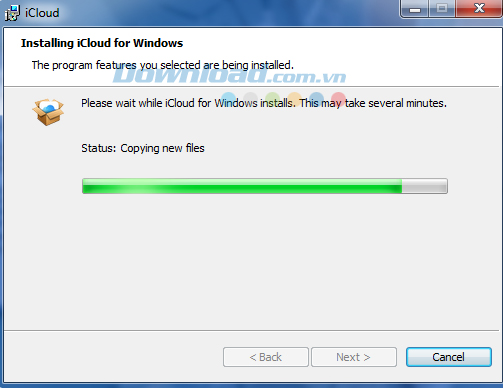 iCloud
Installing iCloud for Windows
The program features you selected are being installed.
Download.com.vn
Please wait while iCloud for Windows installs. This may take several minutes.
Status: Copying new files
< Back
Next >
Cancel